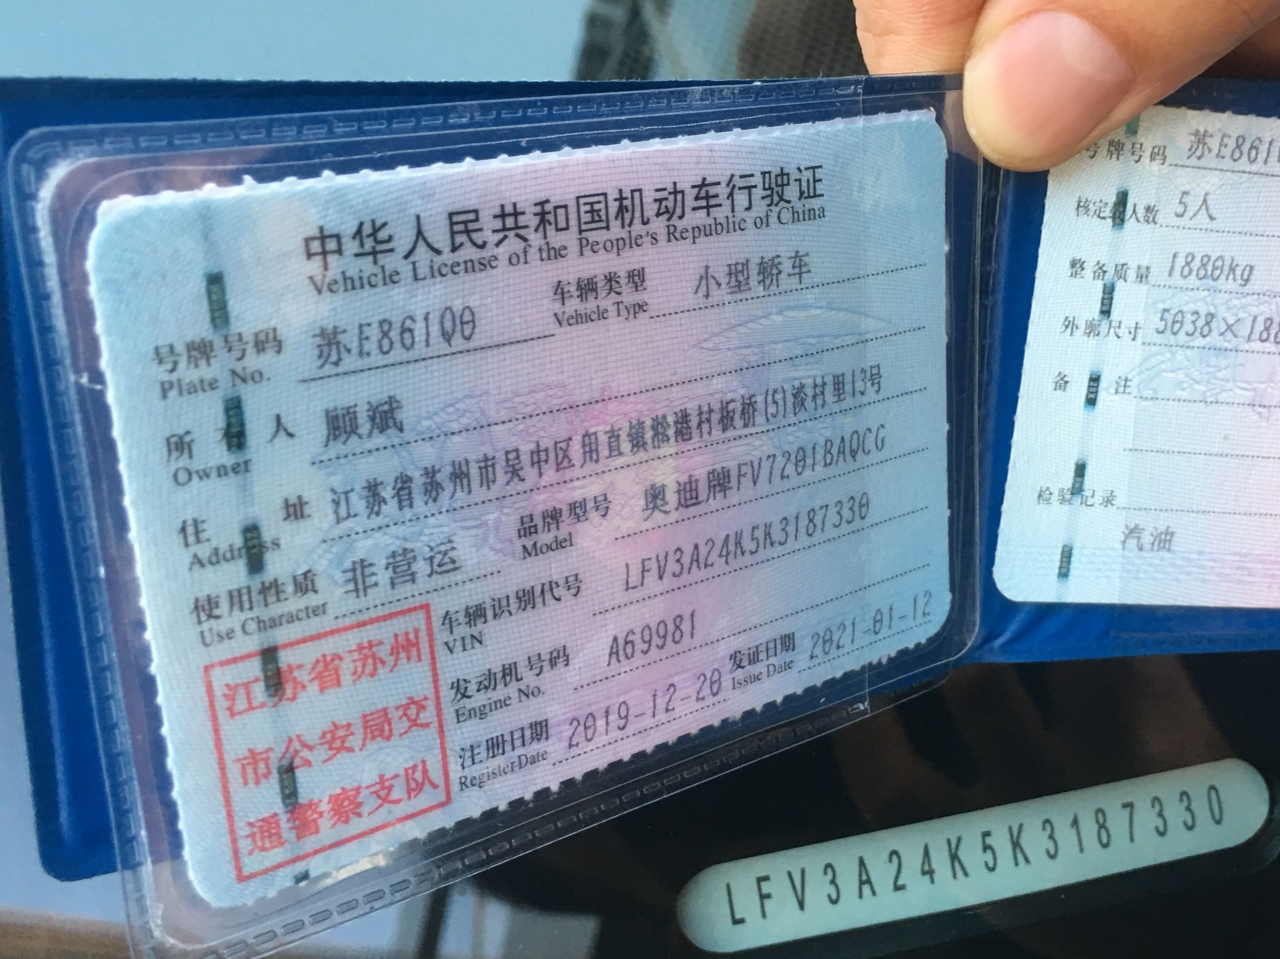 中华人民共和国机动车行驶证
Vehicle License of the People's Republic of China
号牌号码 苏E861Q0 车辆类型 小型轿车
Plate No. Vehicle Type
所有人 顾斌
Owner
住址 江苏省苏州市吴中区甪直镇淞港村板桥(5)淡村里13号
Address
使用性质 非营运 品牌型号 奥迪牌FV7201BAQCG
Use Character Model
车辆识别代号 LFV3A24K5K3187330
VIN
发动机号码 A69981
Engine No.
注册日期 2019-12-20 发证日期 2021-01-12
Register Date Issue Date
江苏省苏州
市公安局交
通警察支队
号牌号码 苏E861
核定载人数 5人
整备质量 1880kg
外廓尺寸 5038×18
备注
检验记录
汽油
LFV3A24K5K3187330